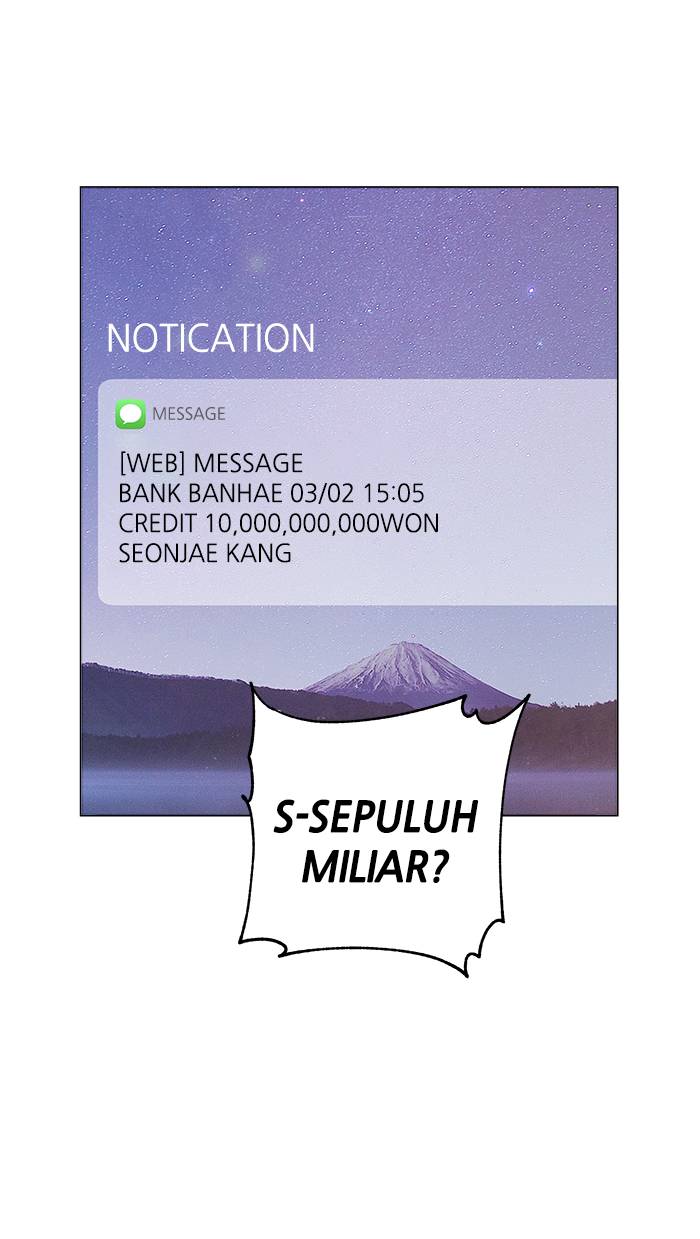 NOTICATION
MESSAGE
[WEB] MESSAGE
BANK BANHAE 03/02 15:05
CREDIT 10,000,000,000WON
SEONJAE KANG
S-SEPULUH
MILIAR?